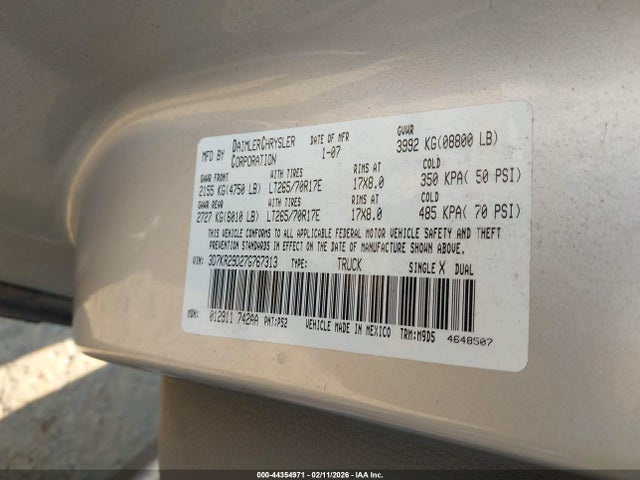 MFD BY DAIMLERCHRYSLER CORPORATION DATE OF MFR 1-07 GVWR 3992 KG(08800 LB)
GAWR FRONT WITH TIRES RIMS AT COLD
2155 KG(4750 LB) LT265/70R17E 17X8.0 350 KPA( 50 PSI)
GAWR REAR WITH TIRES RIMS AT COLD
2727 KG(6010 LB) LT265/70R17E 17X8.0 485 KPA( 70 PSI)
THIS VEHICLE CONFORMS TO ALL APPLICABLE FEDERAL MOTOR VEHICLE SAFETY AND THEFT
PREVENTION STANDARDS IN EFFECT ON THE DATE OF MANUFACTURE SHOWN ABOVE.
VIN: 3D7KR29D27G767313 TYPE: TRUCK SINGLE X DUAL
MDH: 012911 742AA PNT:PS2 VEHICLE MADE IN MEXICO TRM:M9D5 4648507
000-44354971 - 02/11/2026 - IAA Inc.